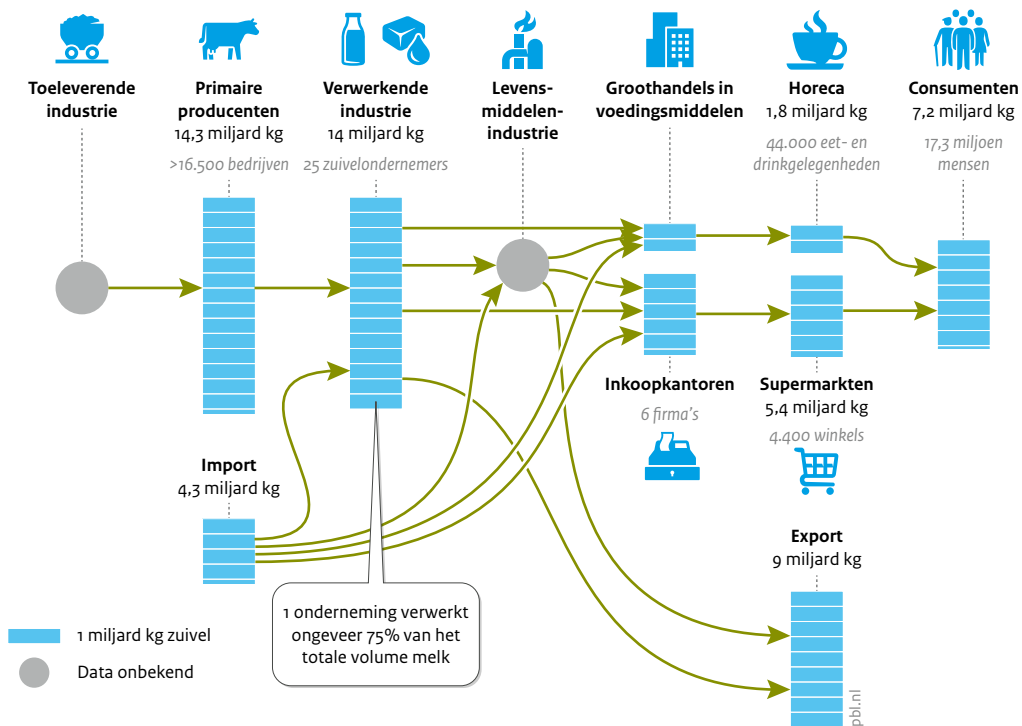 Toeleverende
industrie
Primaire
producenten
14,3 miljard kg
>16.500 bedrijven
Verwerkende
industrie
14 miljard kg
25 zuivelondernemers
Levens-
middelen-
industrie
Groothandels in
voedingsmiddelen
Horeca
1,8 miljard kg
44.000 eet- en
drinkgelegenheden
Consumenten
7,2 miljard kg
17,3 miljoen
mensen
Inkoopkantoren
6 firma's
Supermarkten
5,4 miljard kg
4.400 winkels
Import
4,3 miljard kg
Export
9 miljard kg
1 onderneming verwerkt
ongeveer 75% van het
totale volume melk
1 miljard kg zuivel
Data onbekend
pbl.nl